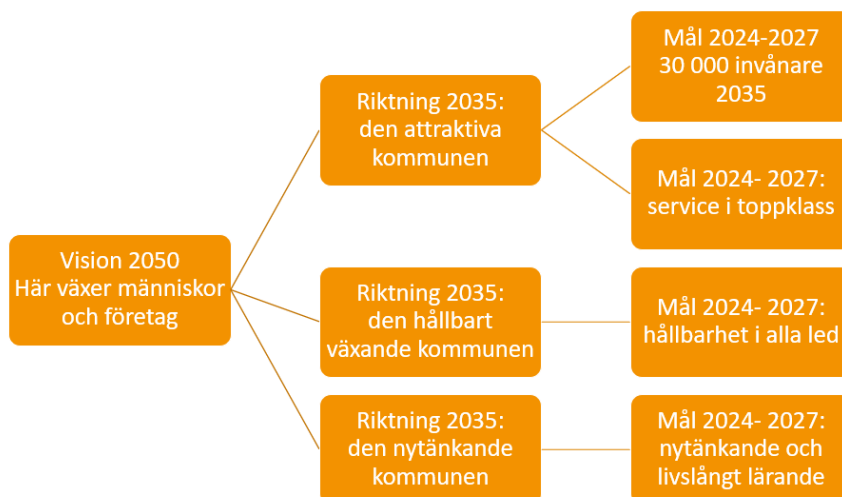 Vision 2050
Här växer människor
och företag
Riktning 2035:
den attraktiva
kommunen
Mål 2024-2027
30 000 invånare
2035
Mål 2024- 2027:
service i toppklass
Riktning 2035:
den hållbart
växande kommunen
Mål 2024- 2027:
hållbarhet i alla led
Riktning 2035:
den nytänkande
kommunen
Mål 2024- 2027:
nytänkande och
livslångt lärande